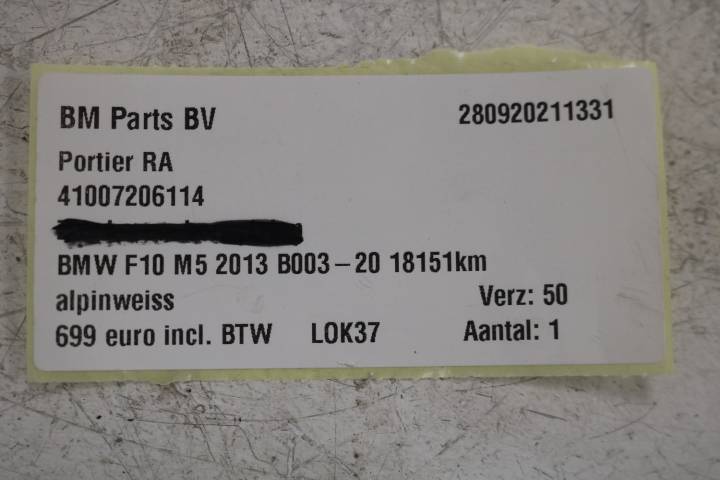 BM Parts BV 280920211331
Portier RA
41007206114
BMW F10 M5 2013 B003-20 18151km
alpinweiss Verz: 50
699 euro incl. BTW LOK37 Aantal: 1